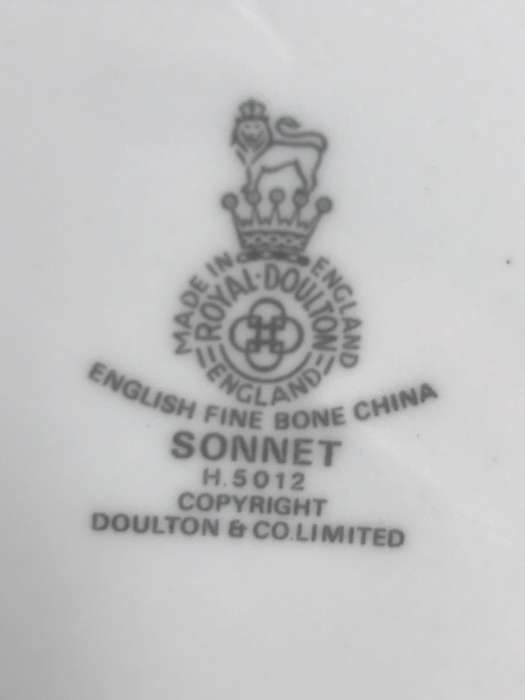 MADE IN ENGLAND
ROYAL·DOULTON
ENGLAND
ENGLISH FINE BONE CHINA
SONNET
H.5012
COPYRIGHT
DOULTON & CO.LIMITED